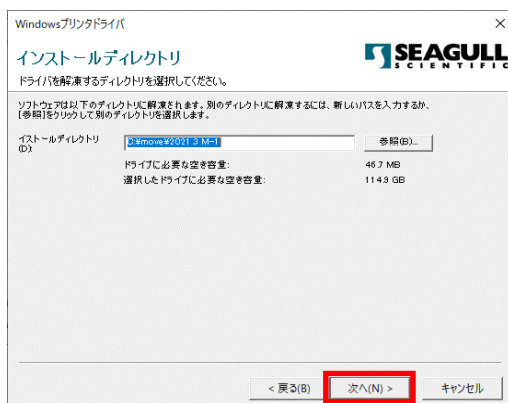 Windowsプリンタドライバ
インストールディレクトリ
ドライバを解凍するディレクトリを選択してください。
SEAGULL
SCIENTIFIC
ソフトウェアは以下のディレクトリに解凍されます。別のディレクトリに解凍するには、新しいパスを入力するか、
[参照]をクリックして別のディレクトリを選択します。
イストールディレクトリ
(D):
C:¥move¥2021.3 M-1
参照(B)...
ドライブに必要な空き容量:
46.7 MB
選択したドライブに必要な空き容量:
114.9 GB
< 戻る(B)
次へ(N) >
キャンセル